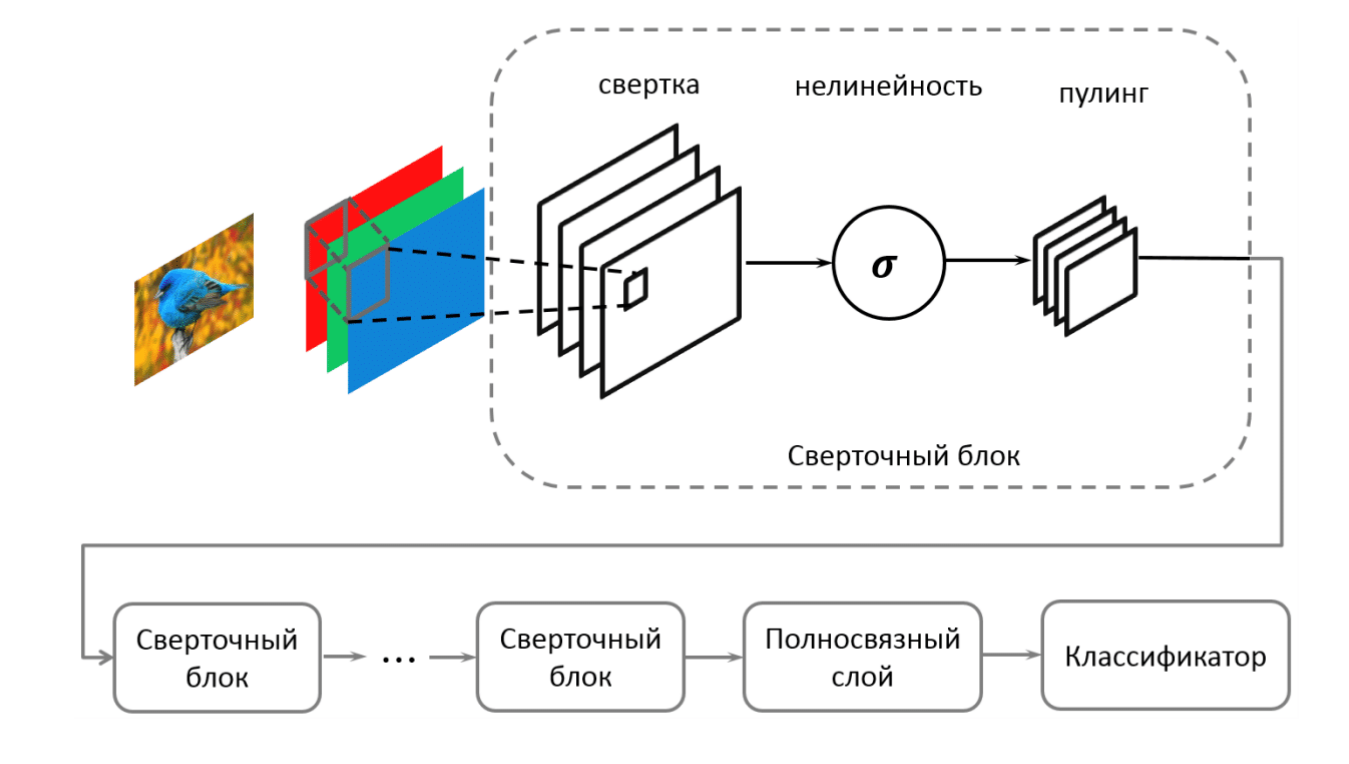 свертка
нелинейность
пулинг
σ
Сверточный блок
Сверточный
блок
...
Сверточный
блок
Полносвязный
слой
Классификатор